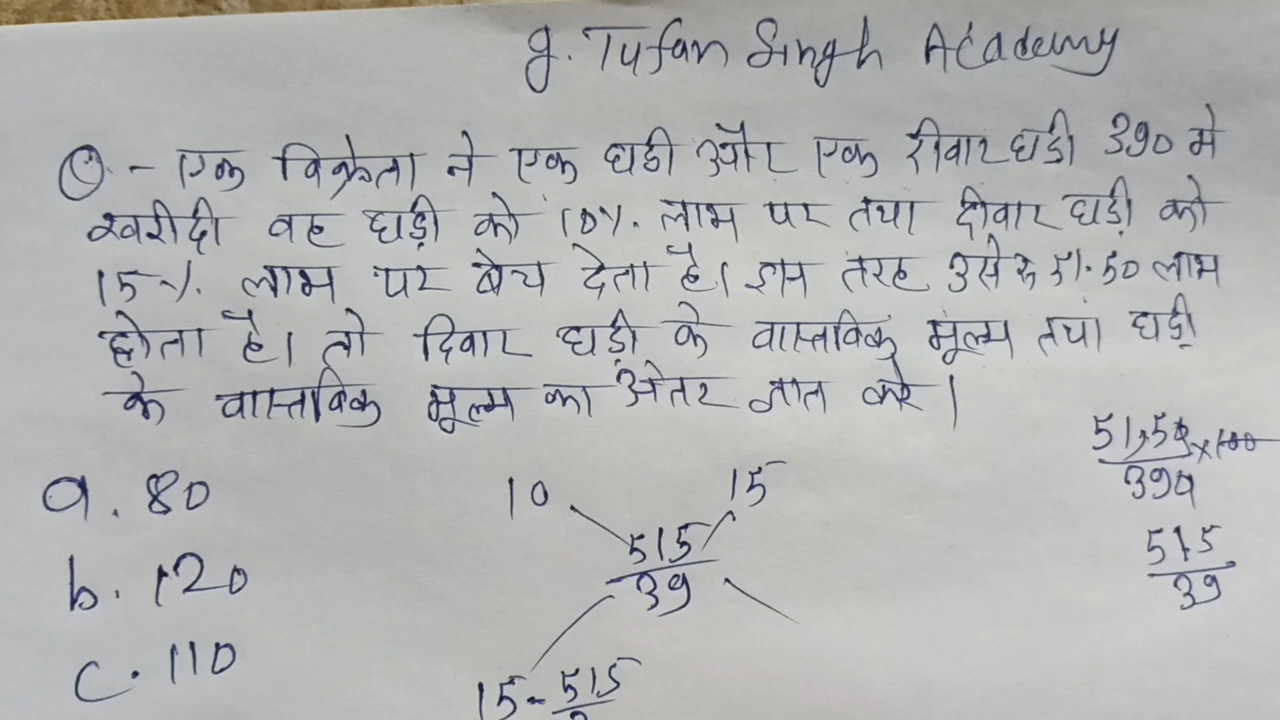 g. Tufan Singh Academy
Q. - एक विक्रेता ने एक घडी और एक दीवार घडी 390 मे
खरीदी वह घड़ी को 10%. लाभ पर तथा दीवार घड़ी को
15%. लाभ पर बेच देता है। इस तरह उसे रु 51.50 लाभ
होता है। तो दिवार घड़ी के वास्तविक मूल्य तथा घड़ी
के वास्तविक मूल्य का अंतर ज्ञात करे।
51.50 x 100
390
515
39
a. 80
b. 120
c. 110
10 15
515
39
15 - 515